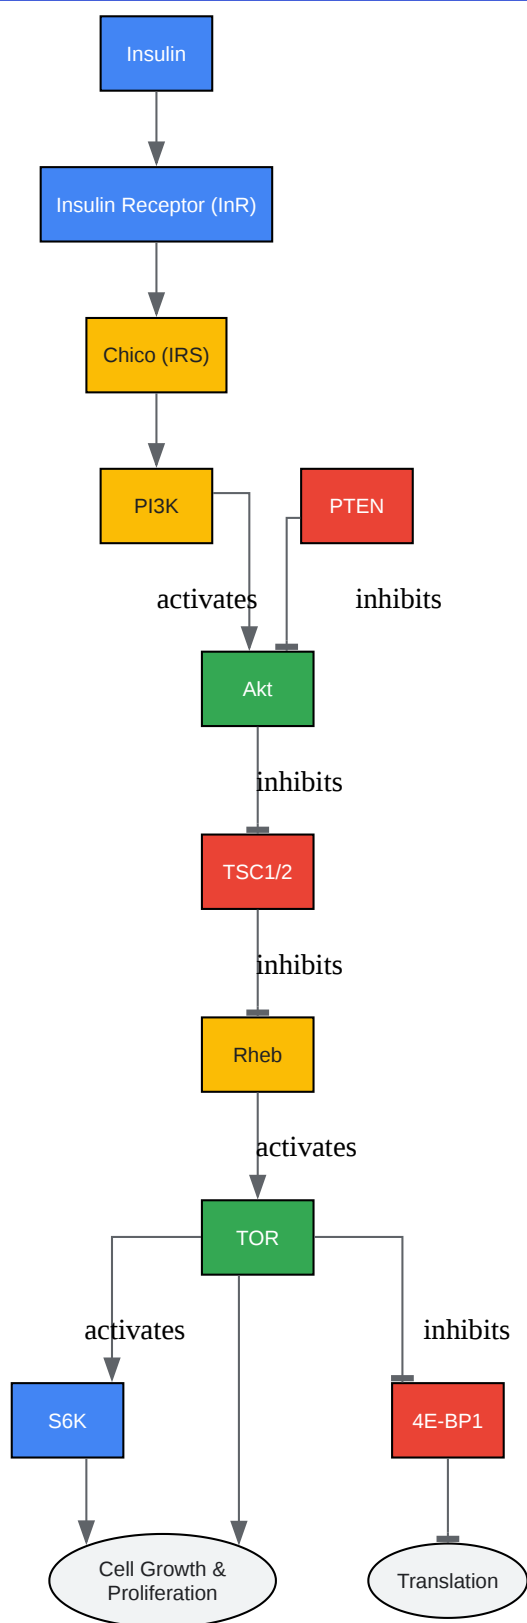 Insulin
Insulin Receptor (InR)
Chico (IRS)
PI3K
PTEN
activates
inhibits
Akt
inhibits
TSC1/2
inhibits
Rheb
activates
TOR
activates
inhibits
S6K
4E-BP1
Cell Growth &
Proliferation
Translation